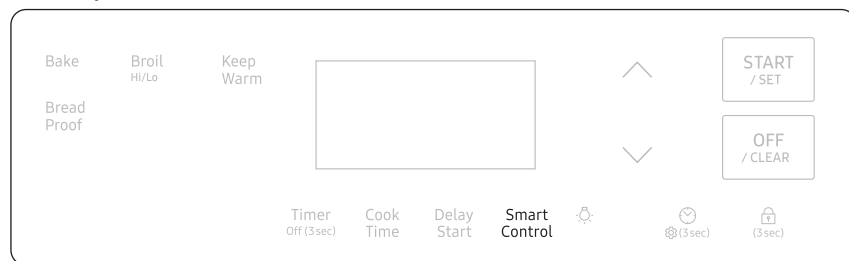 Bake
Broil
Hi/Lo
Keep
Warm
START
/ SET
Bread
Proof
OFF
/ CLEAR
Timer
Off (3 sec)
Cook
Time
Delay
Start
Smart
Control
(3 sec)
(3 sec)